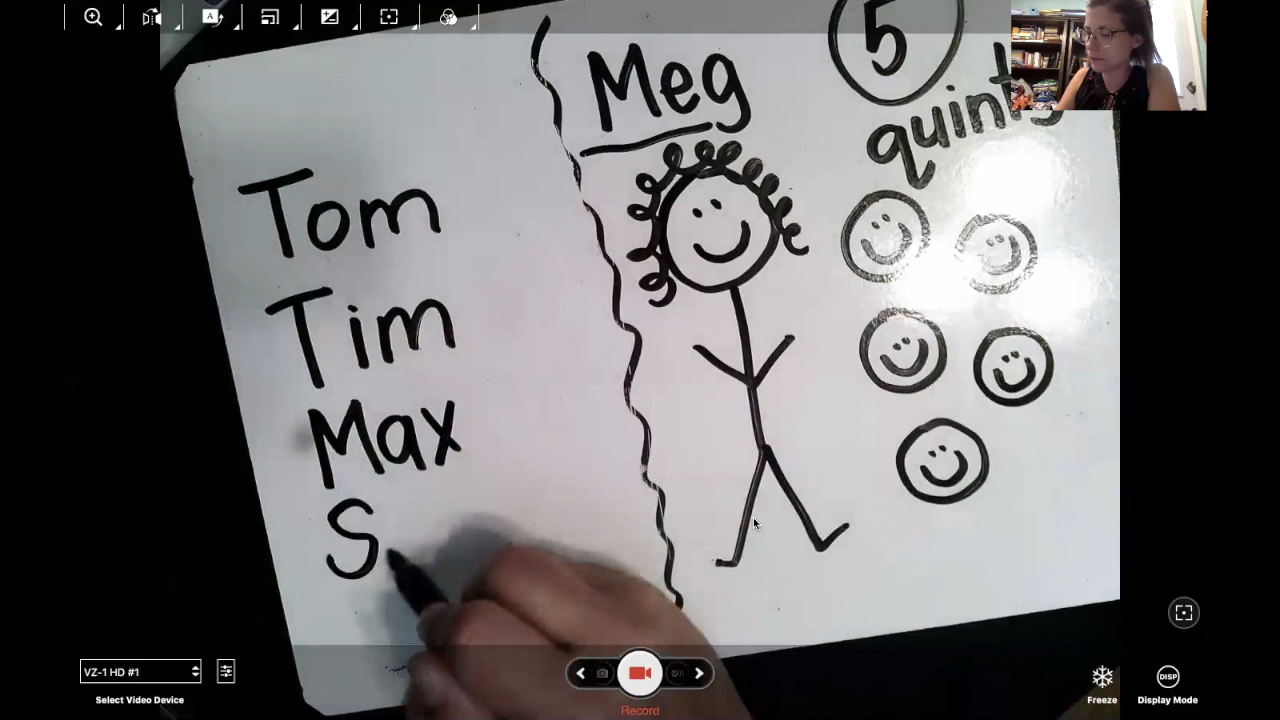 Tom
Tim
Max
S
Meg
5
quints
VZ-1 HD #1
Select Video Device
Record
Freeze
DISP
Display Mode